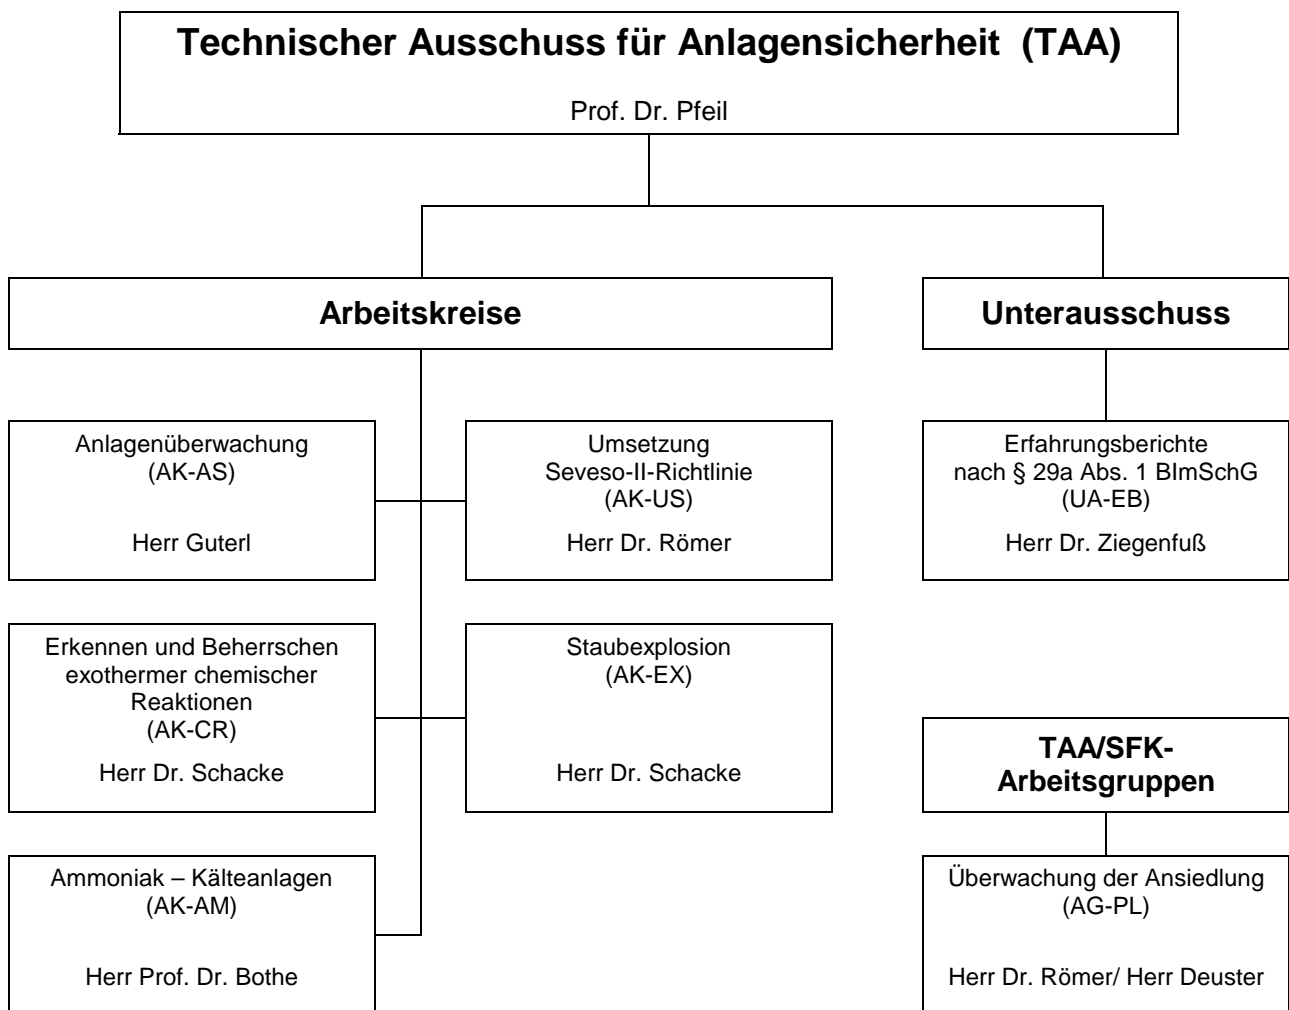 Technischer Ausschuss für Anlagensicherheit (TAA)
Prof. Dr. Pfeil
Arbeitskreise
Unterausschuss
Anlagenüberwachung
(AK-AS)
Herr Guterl
Umsetzung
Seveso-II-Richtlinie
(AK-US)
Herr Dr. Römer
Erfahrungsberichte
nach § 29a Abs. 1 BImSchG
(UA-EB)
Herr Dr. Ziegenfuß
Erkennen und Beherrschen
exothermer chemischer
Reaktionen
(AK-CR)
Herr Dr. Schacke
Staubexplosion
(AK-EX)
Herr Dr. Schacke
TAA/SFK-
Arbeitsgruppen
Ammoniak – Kälteanlagen
(AK-AM)
Herr Prof. Dr. Bothe
Überwachung der Ansiedlung
(AG-PL)
Herr Dr. Römer/ Herr Deuster